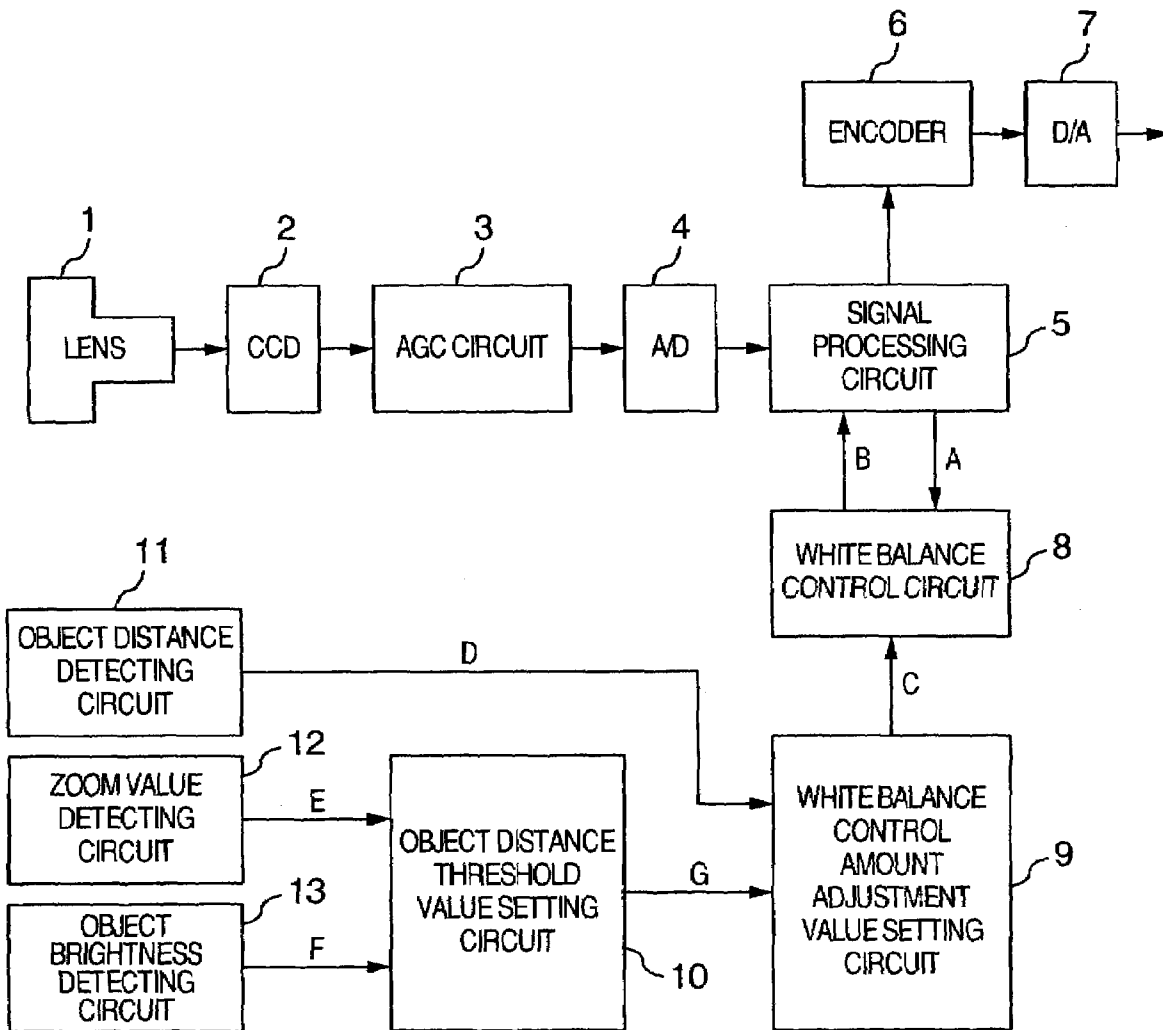 6
7
ENCODER
D/A
1
2
3
4
LENS
CCD
AGC CIRCUIT
A/D
SIGNAL
PROCESSING
CIRCUIT
5
B
A
WHITE BALANCE
CONTROL CIRCUIT
8
11
OBJECT DISTANCE
DETECTING
CIRCUIT
D
C
12
ZOOM VALUE
DETECTING
CIRCUIT
E
13
OBJECT
BRIGHTNESS
DETECTING
CIRCUIT
F
OBJECT DISTANCE
THRESHOLD
VALUE SETTING
CIRCUIT
10
G
WHITE BALANCE
CONTROL
AMOUNT
ADJUSTMENT
VALUE SETTING
CIRCUIT
9